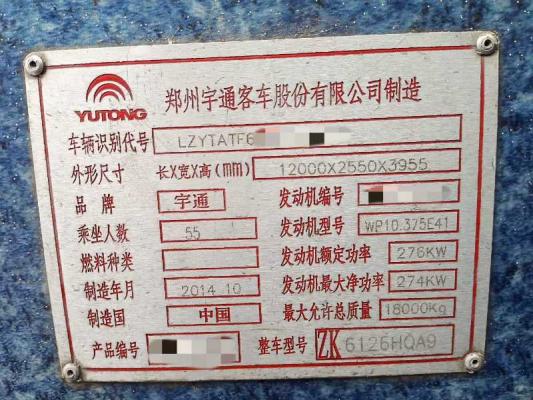 YUTONG
郑州宇通客车股份有限公司制造
车辆识别代号 LZYTATF6
外形尺寸 长X宽X高(mm) 12000X2550X3955
品牌 宇通 发动机编号
乘坐人数 55 发动机型号 WP10.375E41
燃料种类 发动机额定功率 276KW
制造年月 2014.10 发动机最大净功率 274KW
制造国 中国 最大允许总质量 18000Kg
产品编号 整车型号 ZK 6126HQA9